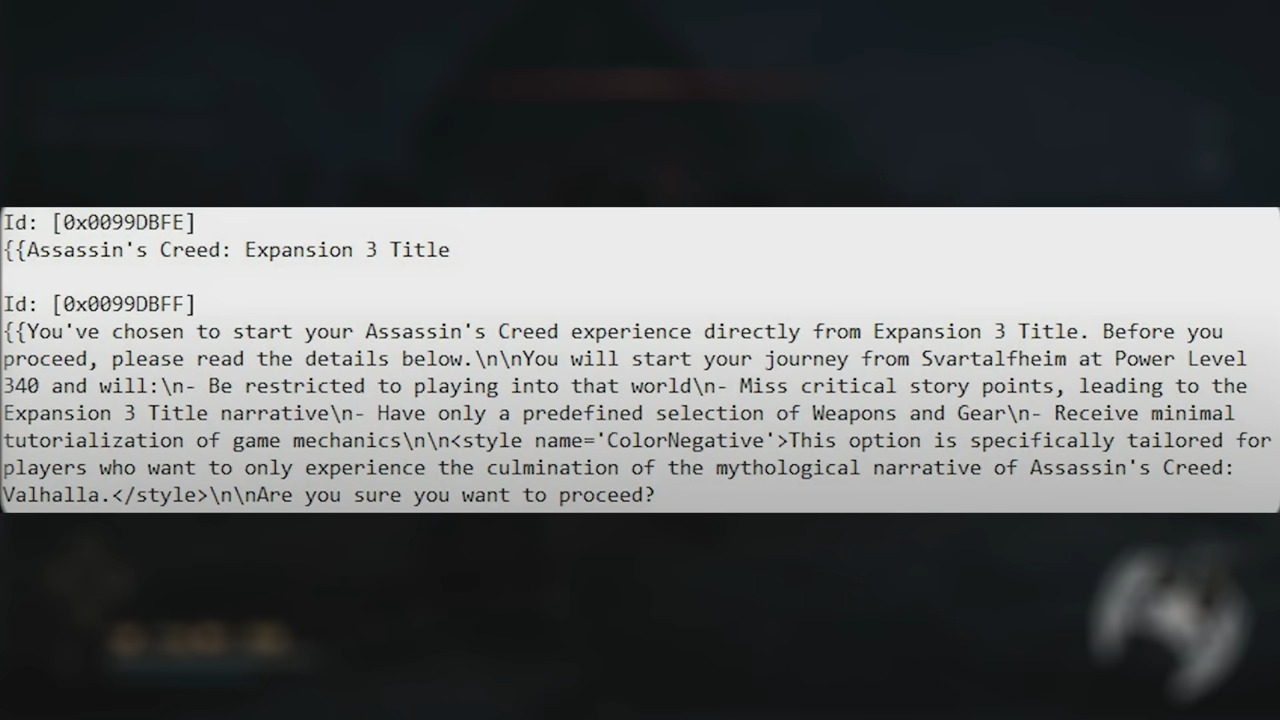 Id: [0x0099DBFE]
{{Assassin's Creed: Expansion 3 Title
Id: [0x0099DBFF]
{{You've chosen to start your Assassin's Creed experience directly from Expansion 3 Title. Before you
proceed, please read the details below.\n\nYou will start your journey from Svartalfheim at Power Level
340 and will:\n- Be restricted to playing into that world\n- Miss critical story points, leading to the
Expansion 3 Title narrative\n- Have only a predefined selection of Weapons and Gear\n- Receive minimal
tutorialization of game mechanics\n\n<style name='ColorNegative'>This option is specifically tailored for
players who want to only experience the culmination of the mythological narrative of Assassin's Creed:
Valhalla.</style>\n\nAre you sure you want to proceed?